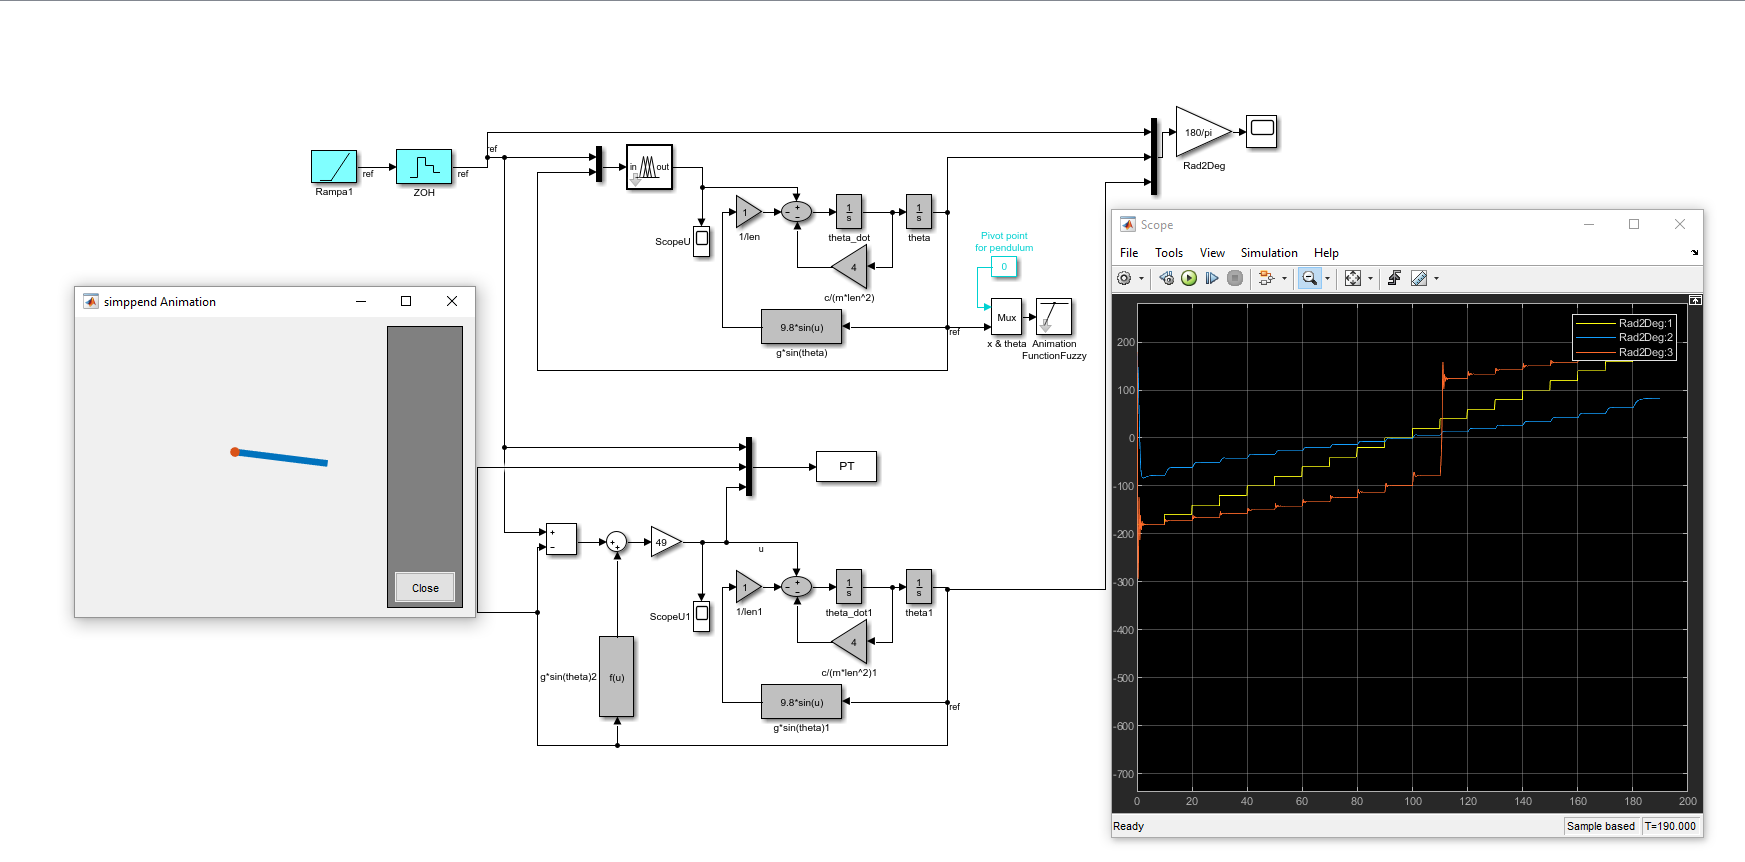 180/pi
Rad2Deg
ref
Rampa1
ref
ZOH
ref
in
out
1
1/len
ScopeU
+
−
−
1
s
theta_dot
1
s
theta
4
c/(m*len^2)
9.8*sin(u)
g*sin(theta)
ref
Pivot point
for pendulum
0
Mux
x & theta
Animation
FunctionFuzzy
simppend Animation
Close
PT
+
−
+
+
49
u
1
1/len1
ScopeU1
+
−
−
1
s
theta_dot1
1
s
theta1
4
c/(m*len^2)1
g*sin(theta)2
f(u)
9.8*sin(u)
g*sin(theta)1
ref
Scope
File Tools View Simulation Help
Rad2Deg:1
Rad2Deg:2
Rad2Deg:3
200
100
0
-100
-200
-300
-400
-500
-600
-700
0 20 40 60 80 100 120 140 160 180 200
Ready
Sample based T=190.000